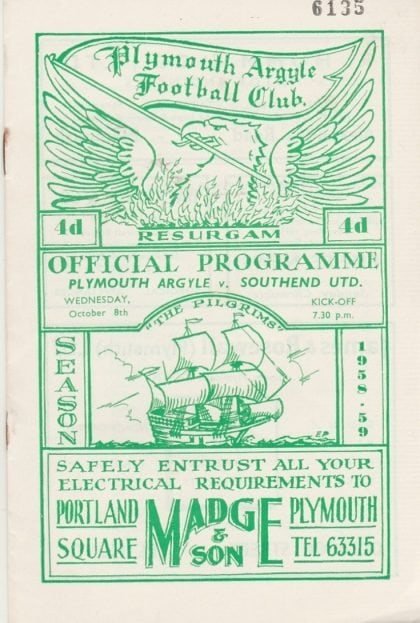 6135
Plymouth Argyle
Football Club.
4d
4d
RESURGAM
OFFICIAL PROGRAMME
PLYMOUTH ARGYLE v. SOUTHEND UTD.
WEDNESDAY,
October 8th
KICK-OFF
7.30 p.m.
"THE PILGRIMS"
SEASON
1958-59
EP
SAFELY ENTRUST ALL YOUR
ELECTRICAL REQUIREMENTS TO
PORTLAND
SQUARE
MADGE
& SON
PLYMOUTH
TEL 63315